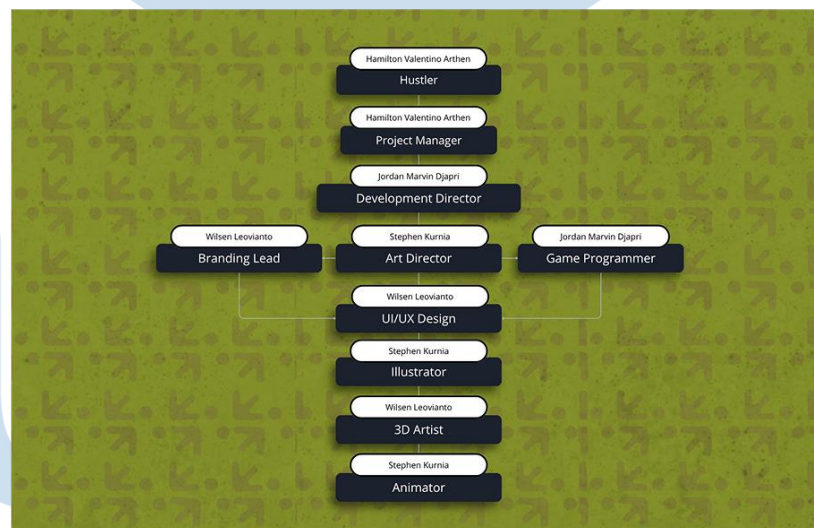 Hamilton Valentino Arthen
Hustler
Hamilton Valentino Arthen
Project Manager
Jordan Marvin Djapri
Development Director
Wilsen Leovianto
Branding Lead
Stephen Kurnia
Art Director
Jordan Marvin Djapri
Game Programmer
Wilsen Leovianto
UI/UX Design
Stephen Kurnia
Illustrator
Wilsen Leovianto
3D Artist
Stephen Kurnia
Animator